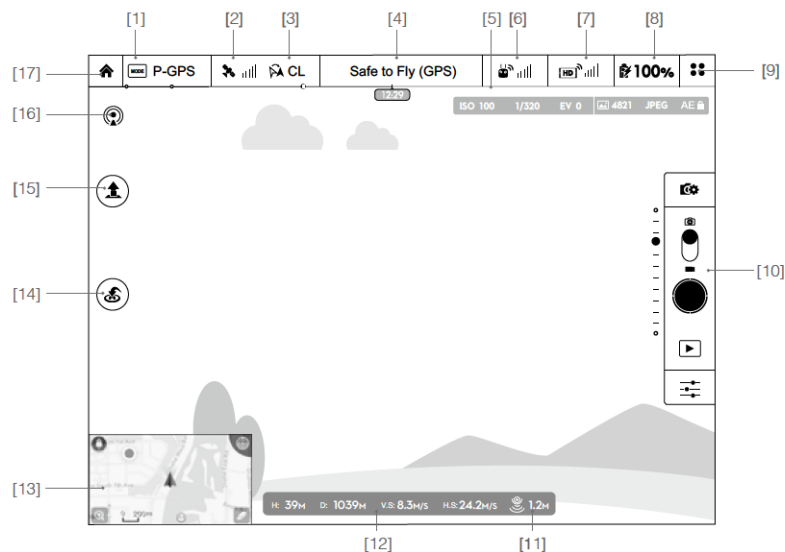 [1] [2] [3] [4] [5] [6] [7] [8]
[17] MODE P-GPS CL Safe to Fly (GPS) HD 100% [9]
12:29
ISO 100 1/320 EV 0 4821 JPEG AE
[16]
[15]
[10]
[14]
[13]
H: 39M D: 1039M V.S: 8.3M/S H.S: 24.2M/S 1.2M
[12] [11]